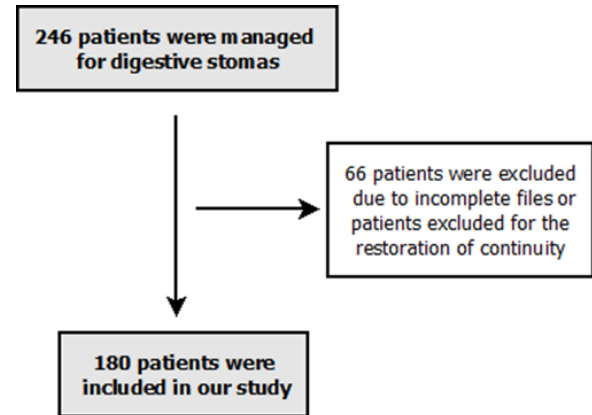 246 patients were managed
for digestive stomas
66 patients were excluded
due to incomplete files or
patients excluded for the
restoration of continuity
180 patients were
included in our study